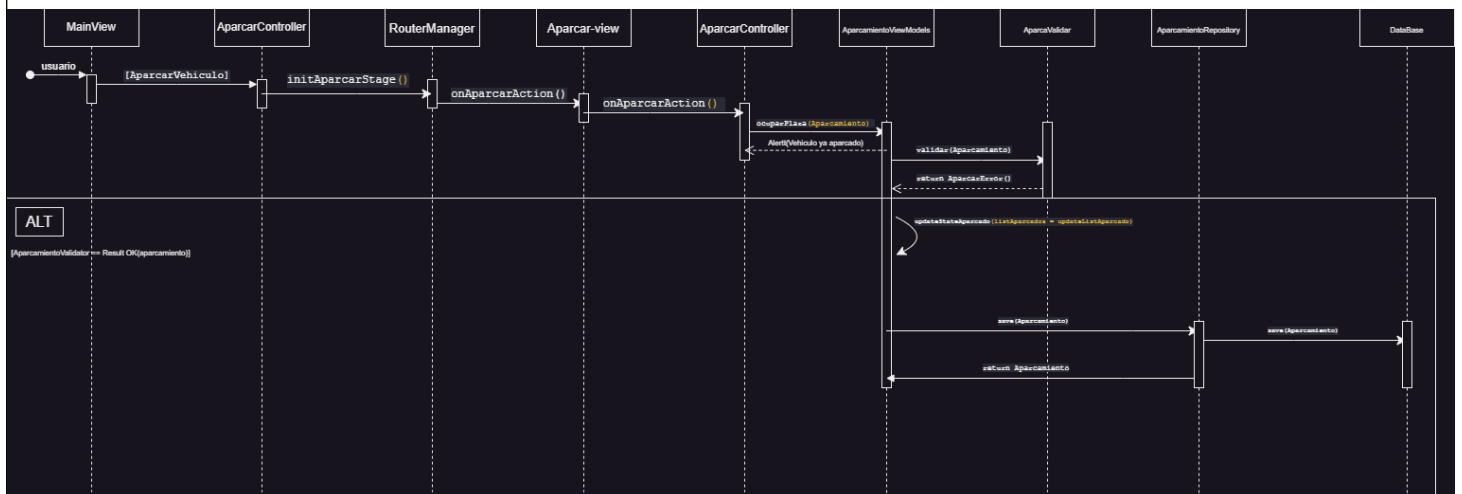 MainView
AparcarController
RouterManager
Aparcar-view
AparcarController
AparcamientoViewModels
AparcaValidar
AparcamientoRepository
DataBase
usuario
[AparcarVehiculo]
initAparcarStage()
onAparcarAction()
onAparcarAction()
ocuparPlaza(Aparcamiento)
Alertt(Vehiculo ya aparcado)
validar(Aparcamiento)
return AparcarError()
ALT
updateStateAparcado(listAparcados = updateListAparcado)
[AparcamientoValidator == Result OK(aparcamiento)]
save(Aparcamiento)
save(Aparcamiento)
return Aparcamiento